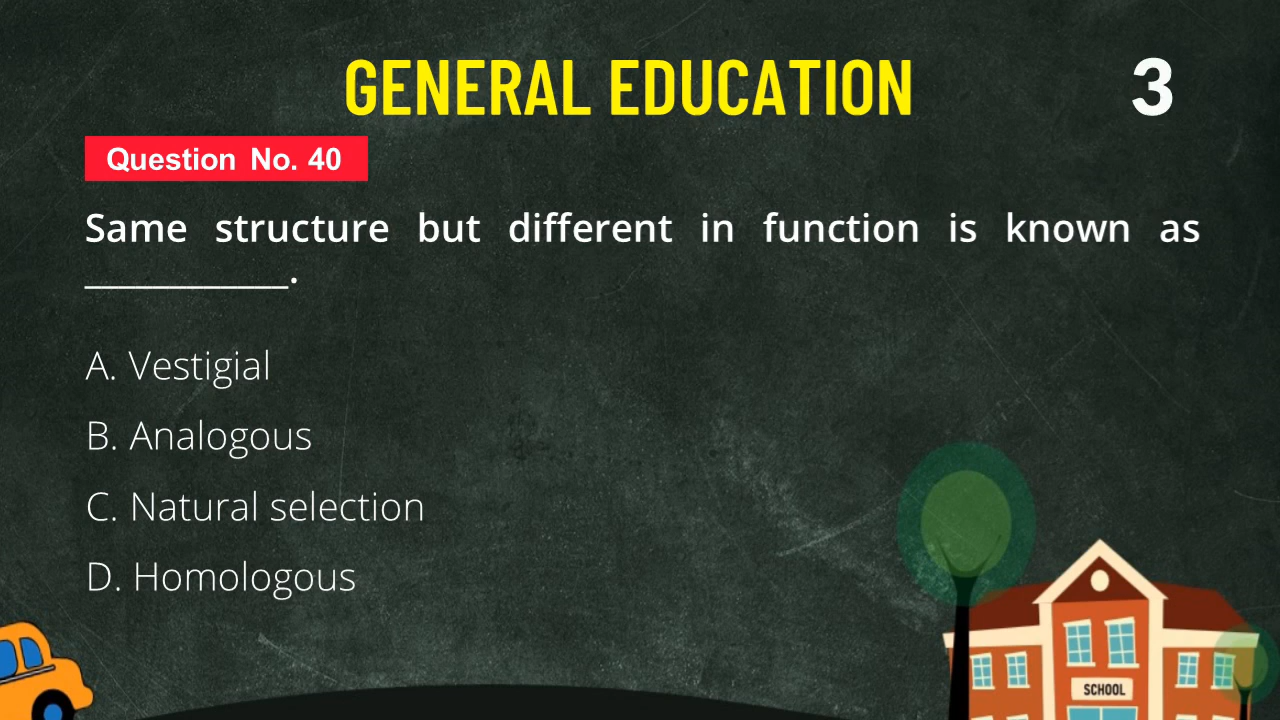 GENERAL EDUCATION
3
Question No. 40
Same structure but different in function is known as
___________.
A. Vestigial
B. Analogous
C. Natural selection
D. Homologous
SCHOOL